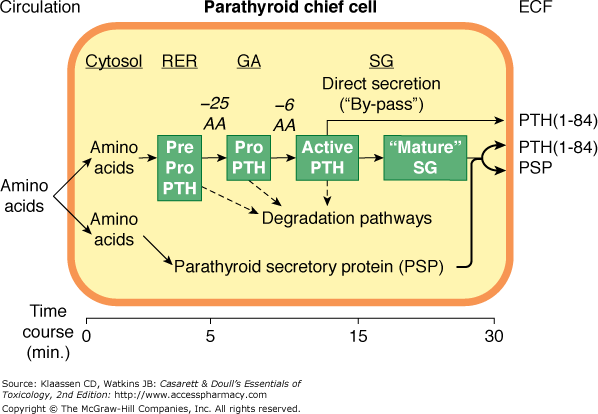 Circulation
Parathyroid chief cell
ECF
Cytosol
RER
GA
SG
Direct secretion
(“By-pass”)
–25
AA
–6
AA
PTH(1-84)
Amino
acids
Pre
Pro
PTH
Pro
PTH
Active
PTH
“Mature”
SG
PTH(1-84)
PSP
Amino
acids
Degradation pathways
Amino
acids
Parathyroid secretory protein (PSP)
Time
course
(min.)
0
5
15
30
Source: Klaassen CD, Watkins JB: Casarett & Doull’s Essentials of
Toxicology, 2nd Edition: http://www.accesspharmacy.com
Copyright © The McGraw-Hill Companies, Inc. All rights reserved.